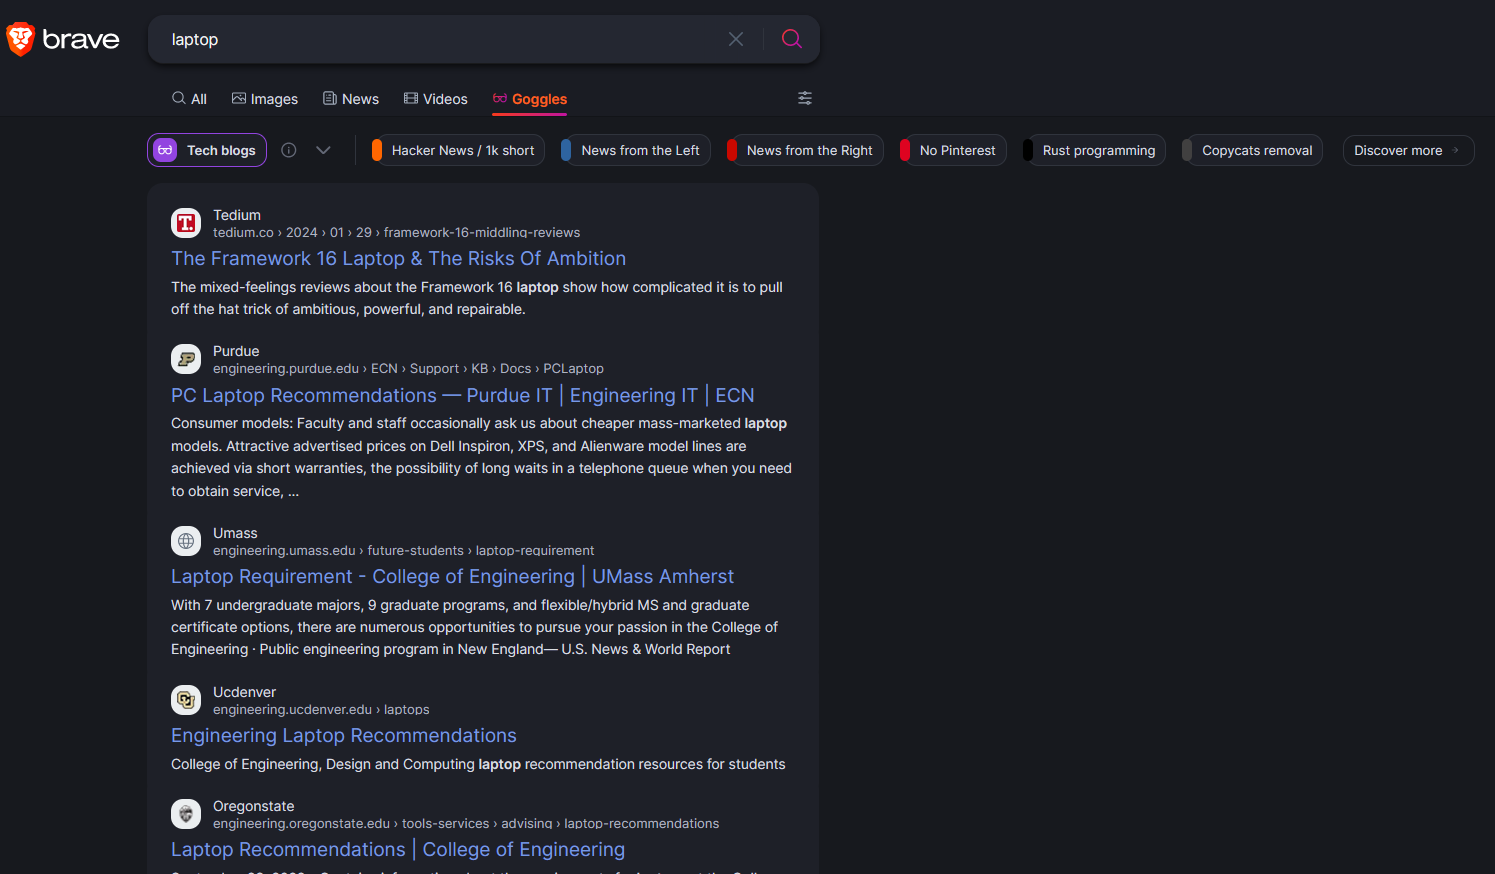 brave
laptop
All Images News Videos Goggles
Tech blogs Hacker News / 1k short News from the Left News from the Right No Pinterest Rust programming Copycats removal Discover more
Tedium
tedium.co › 2024 › 01 › 29 › framework-16-middling-reviews
The Framework 16 Laptop & The Risks Of Ambition
The mixed-feelings reviews about the Framework 16 laptop show how complicated it is to pull
off the hat trick of ambitious, powerful, and repairable.
Purdue
engineering.purdue.edu › ECN › Support › KB › Docs › PCLaptop
PC Laptop Recommendations — Purdue IT | Engineering IT | ECN
Consumer models: Faculty and staff occasionally ask us about cheaper mass-marketed laptop
models. Attractive advertised prices on Dell Inspiron, XPS, and Alienware model lines are
achieved via short warranties, the possibility of long waits in a telephone queue when you need
to obtain service, ...
Umass
engineering.umass.edu › future-students › laptop-requirement
Laptop Requirement - College of Engineering | UMass Amherst
With 7 undergraduate majors, 9 graduate programs, and flexible/hybrid MS and graduate
certificate options, there are numerous opportunities to pursue your passion in the College of
Engineering · Public engineering program in New England— U.S. News & World Report
Ucdenver
engineering.ucdenver.edu › laptops
Engineering Laptop Recommendations
College of Engineering, Design and Computing laptop recommendation resources for students
Oregonstate
engineering.oregonstate.edu › tools-services › advising › laptop-recommendations
Laptop Recommendations | College of Engineering